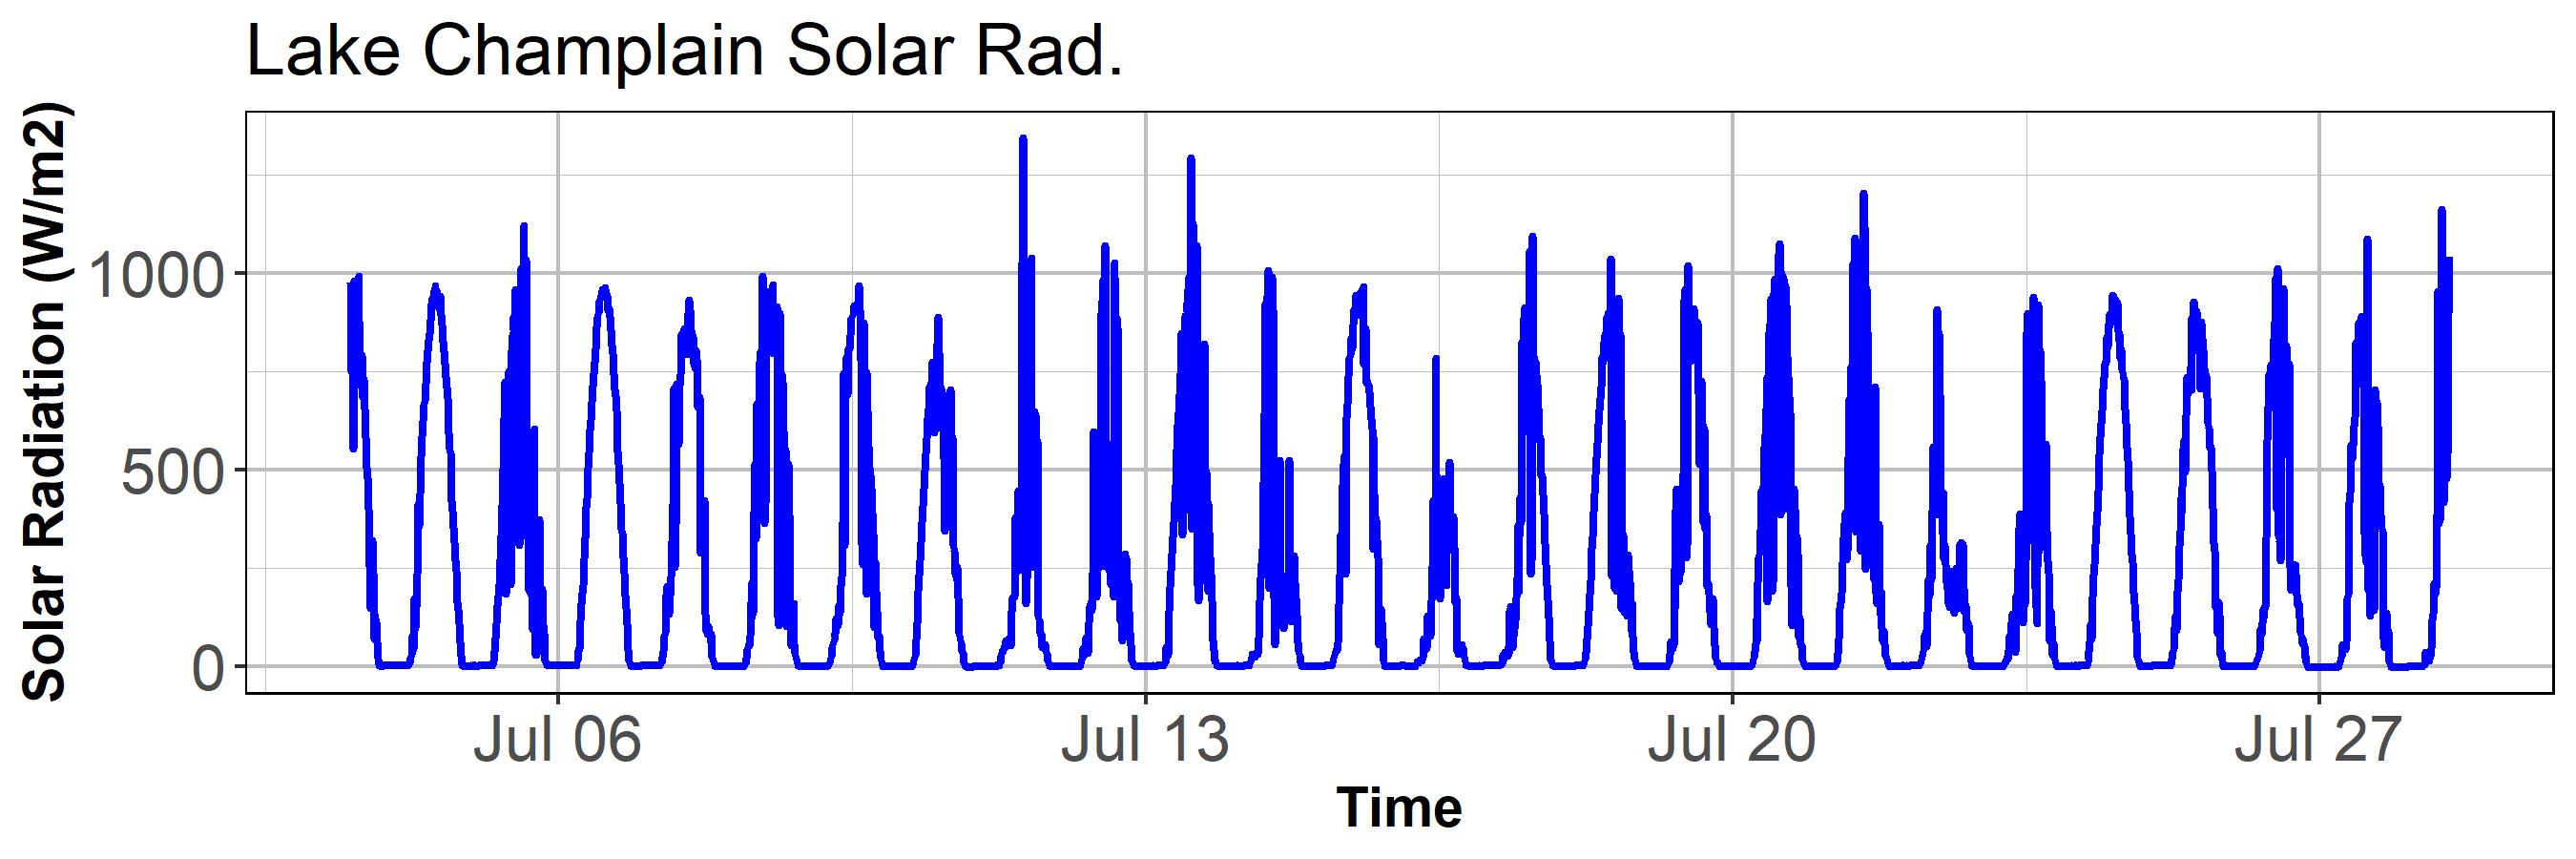 Lake Champlain Solar Rad.
Solar Radiation (W/m2)
1000
500
0
Jul 06 Jul 13 Jul 20 Jul 27
Time